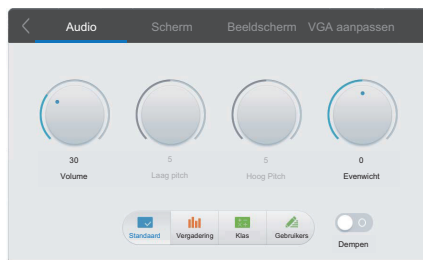 Audio Scherm Beeldscherm VGA aanpassen
30 5 5 0
Volume Laag pitch Hoog Pitch Evenwicht
Standaard Vergadering Klas Gebruikers
Dempen